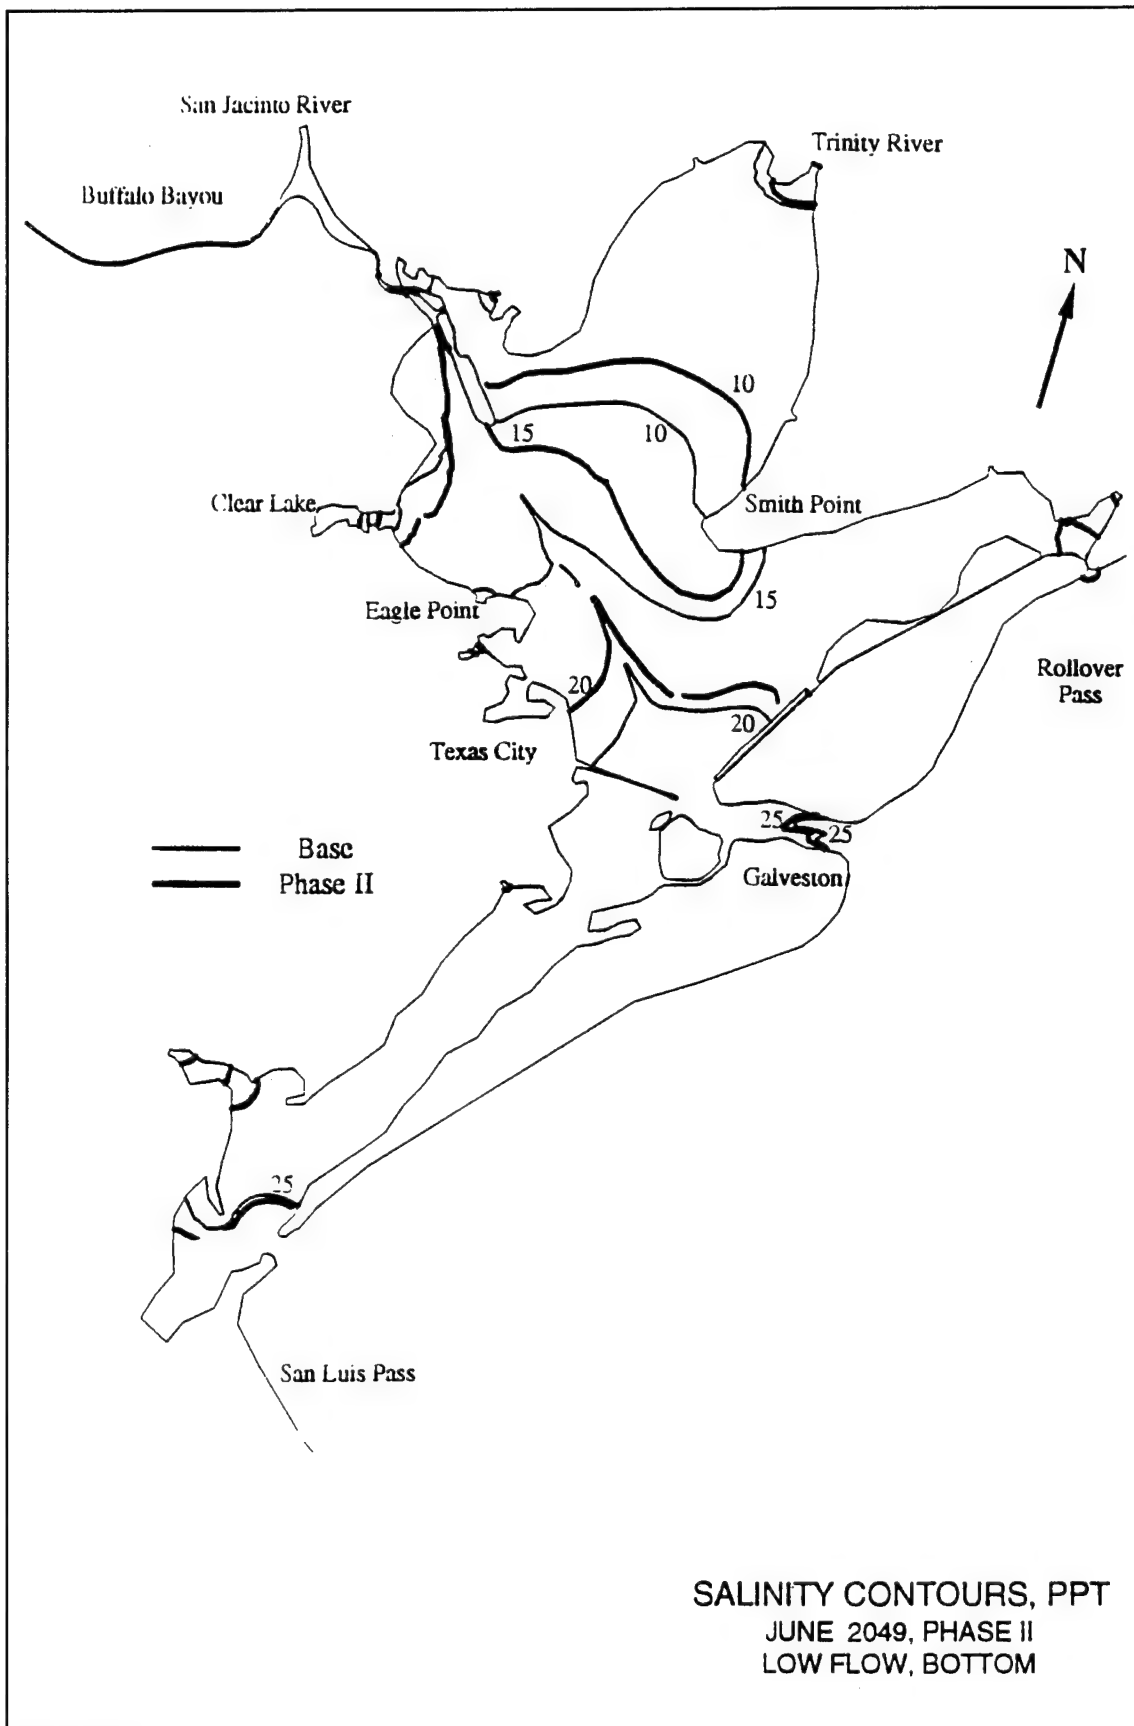 San Jacinto River
Trinity River
Buffalo Bayou
N
10
15
10
Smith Point
Clear Lake
15
Eagle Point
Rollover
Pass
20
20
Texas City
25
25
Base
Phase II
Galveston
25
San Luis Pass
SALINITY CONTOURS, PPT
JUNE 2049, PHASE II
LOW FLOW, BOTTOM